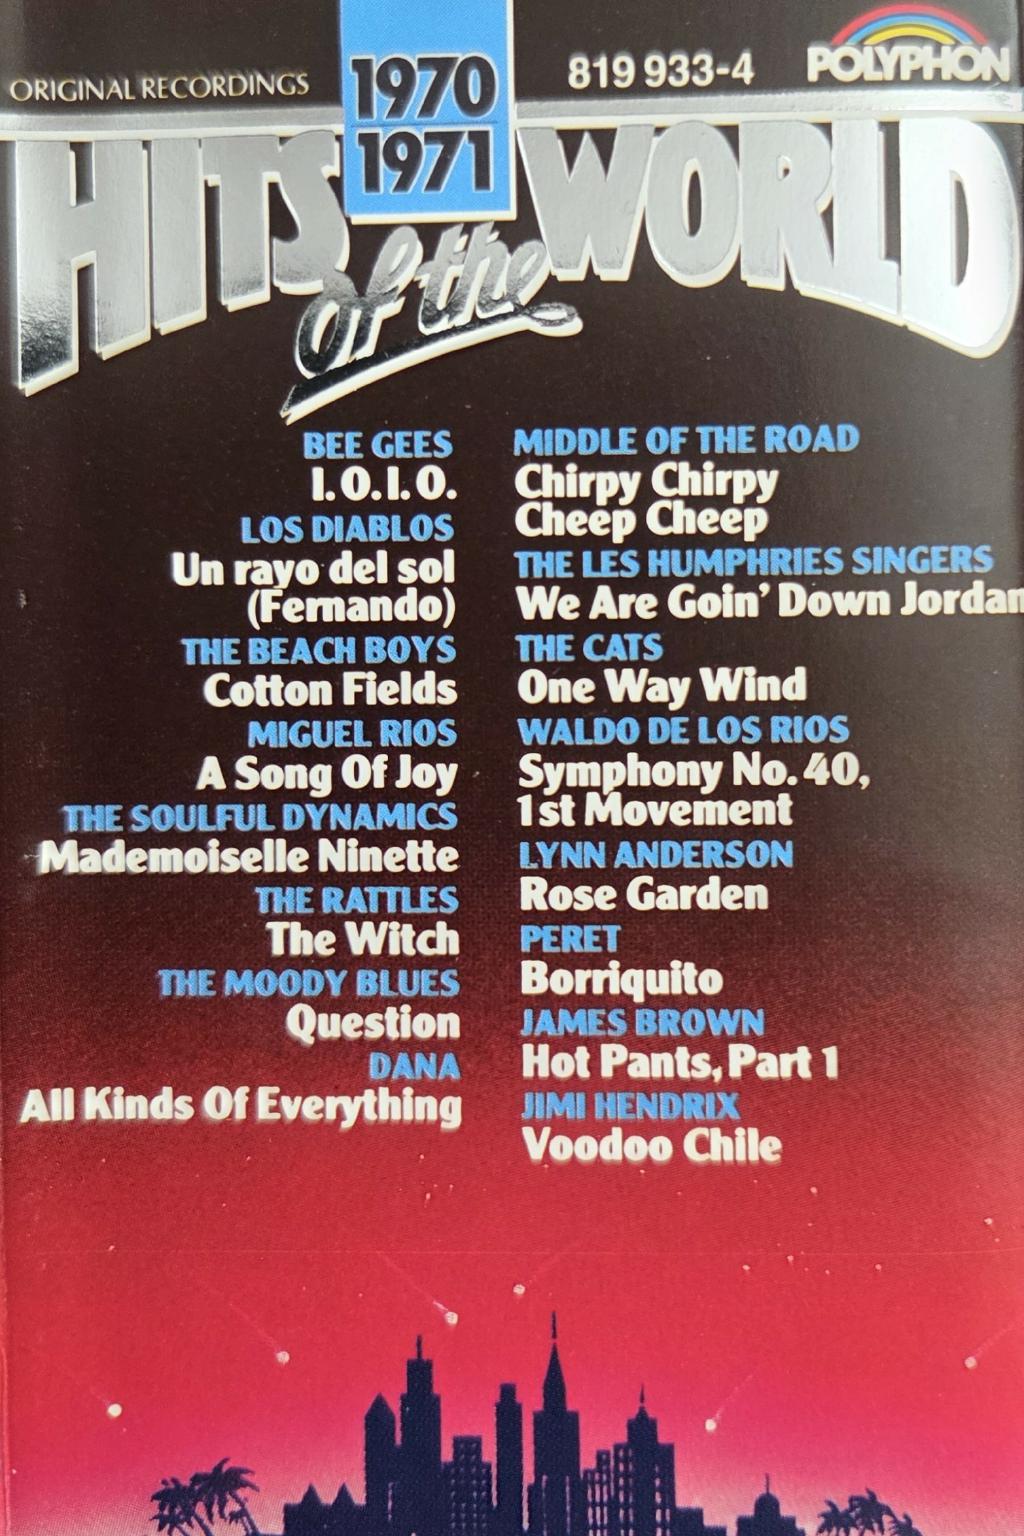 ORIGINAL RECORDINGS
1970
1971
819 933-4
POLYPHON
HITS of the WORLD
BEE GEES
I.O.I.O.
LOS DIABLOS
Un rayo del sol
(Fernando)
THE BEACH BOYS
Cotton Fields
MIGUEL RIOS
A Song Of Joy
THE SOULFUL DYNAMICS
Mademoiselle Ninette
THE RATTLES
The Witch
THE MOODY BLUES
Question
DANA
All Kinds Of Everything
MIDDLE OF THE ROAD
Chirpy Chirpy
Cheep Cheep
THE LES HUMPHRIES SINGERS
We Are Goin' Down Jordan
THE CATS
One Way Wind
WALDO DE LOS RIOS
Symphony No. 40,
1st Movement
LYNN ANDERSON
Rose Garden
PERET
Borriquito
JAMES BROWN
Hot Pants, Part 1
JIMI HENDRIX
Voodoo Chile